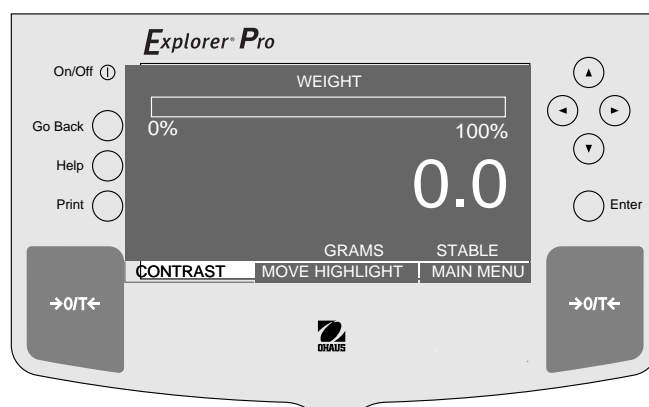 Explorer® Pro
On/Off
WEIGHT
0% 100%
Go Back
Help
Print
0.0
Enter
GRAMS STABLE
CONTRAST MOVE HIGHLIGHT MAIN MENU
→0/T← →0/T←
OHAUS